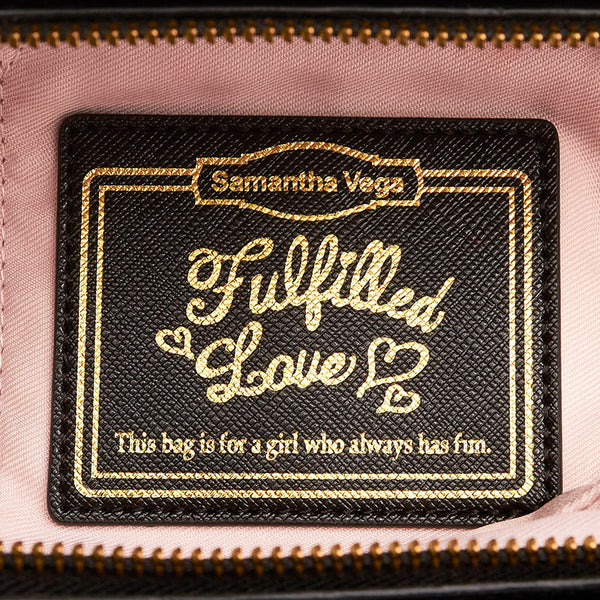 Samantha Vega
Fulfilled
Love
This bag is for a girl who always has fun.